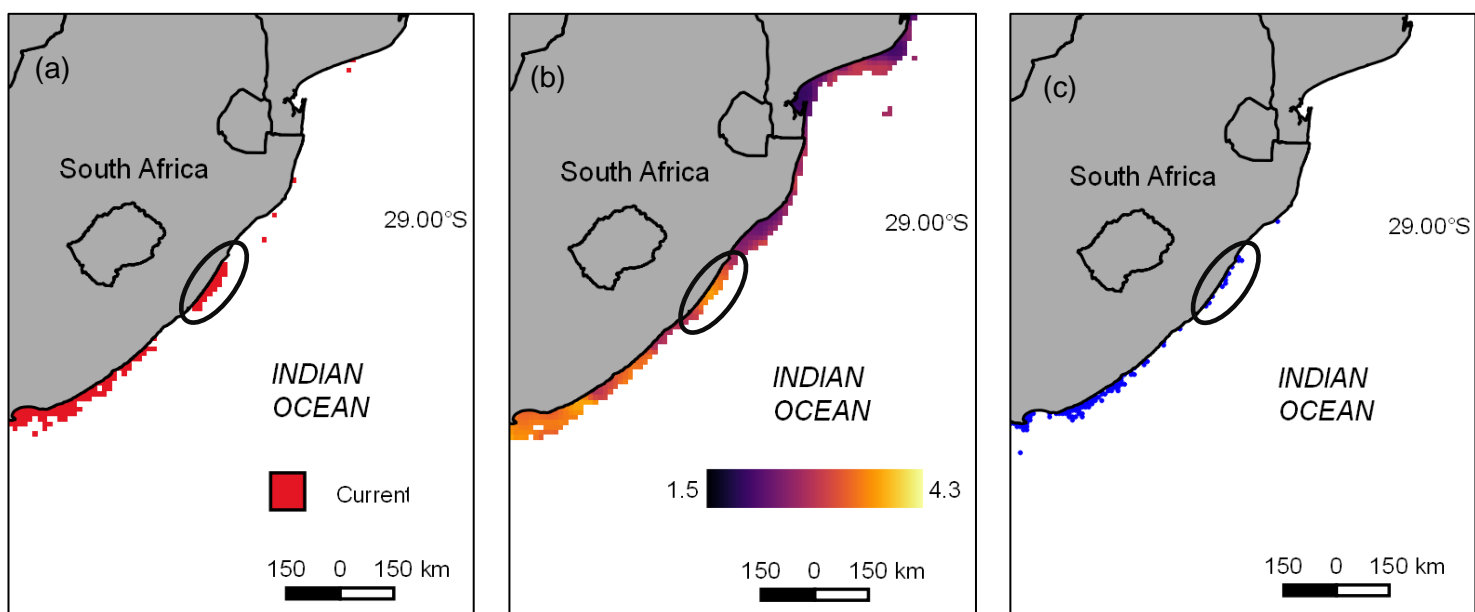 (a)
South Africa
29.00°S
INDIAN
OCEAN
Current
150 0 150 km
(b)
South Africa
29.00°S
INDIAN
OCEAN
1.5 4.3
150 0 150 km
(c)
South Africa
29.00°S
INDIAN
OCEAN
150 0 150 km